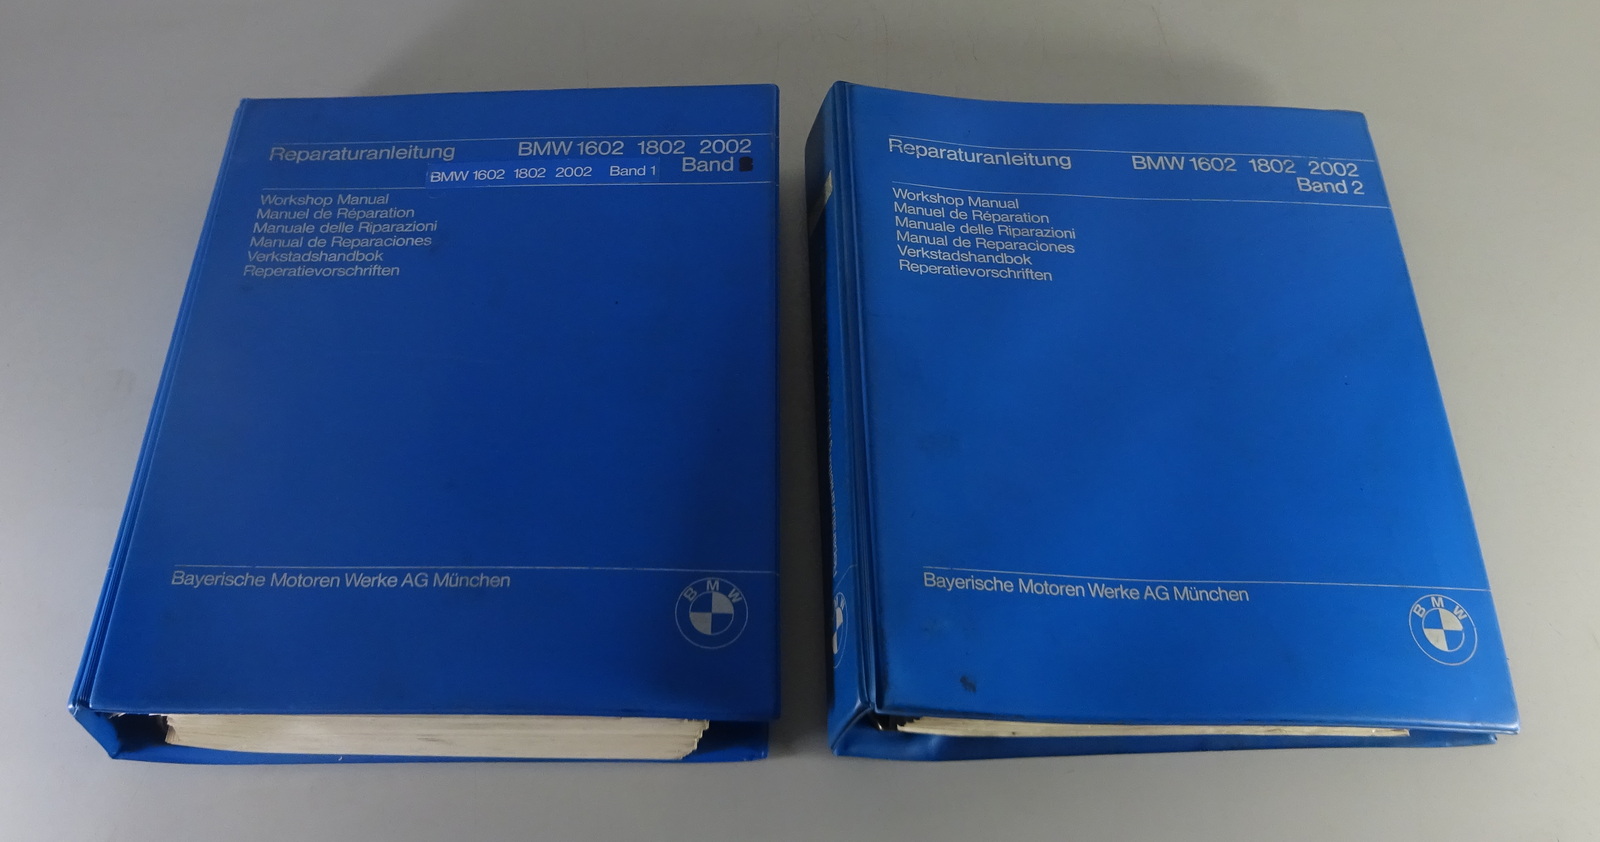 Reparaturanleitung BMW 1602 1802 2002
Band
BMW 1602 1802 2002 Band 1
Workshop Manual
Manuel de Réparation
Manuale delle Riparazioni
Manual de Reparaciones
Verkstadshandbok
Reperatievorschriften
Bayerische Motoren Werke AG München
BMW
Reparaturanleitung BMW 1602 1802 2002
Band 2
Workshop Manual
Manuel de Réparation
Manuale delle Riparazioni
Manual de Reparaciones
Verkstadshandbok
Reperatievorschriften
Bayerische Motoren Werke AG München
BMW